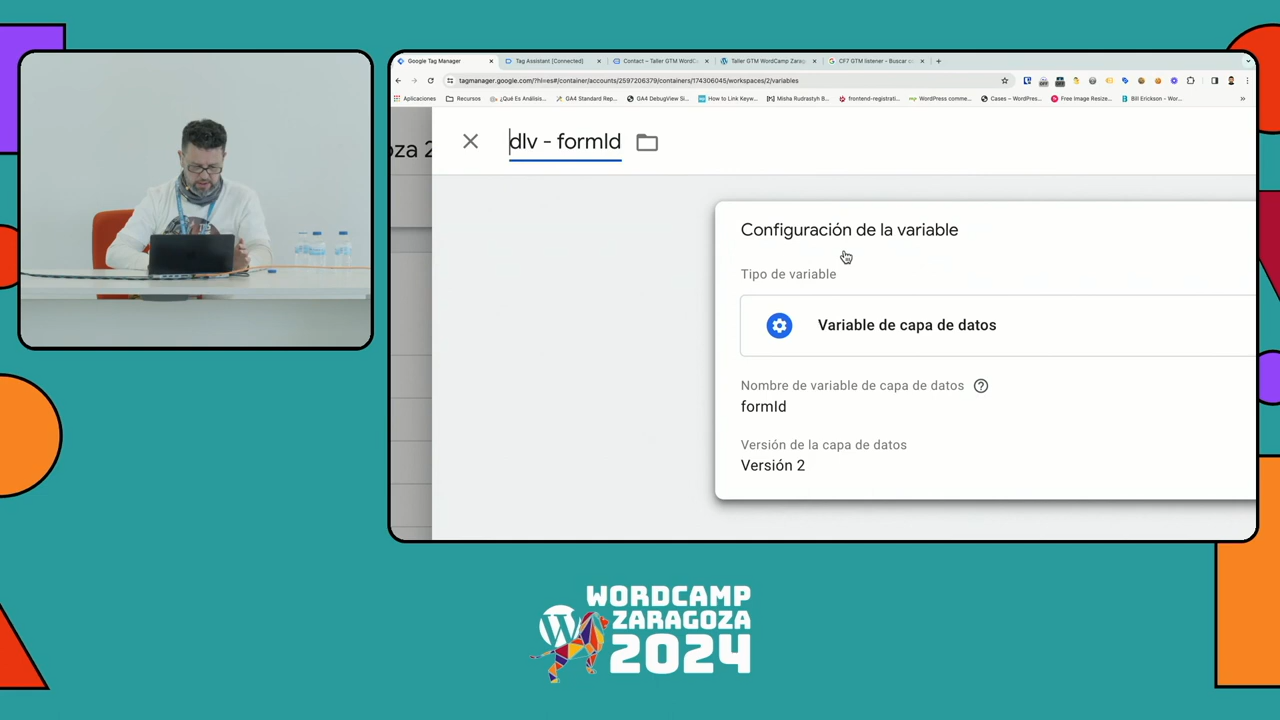 Google Tag Manager
Tag Assistant [Connected]
Contact – Taller GTM WordC
Taller GTM WordCamp Zarag
CF7 GTM listener - Buscar c
tagmanager.google.com/?hl=es#/container/accounts/2597206379/containers/174306045/workspaces/2/variables
Aplicaciones
Recursos
¿Qué Es Análisis...
GA4 Standard Rep...
GA4 DebugView Si...
How to Link Keyw...
Misha Rudrastyh B...
frontend-registrati...
WordPress comme...
Cases – WordPres...
Free Image Resize...
Bill Erickson - Wor...
»
oza 2
dlv - formId
Configuración de la variable
Tipo de variable
Variable de capa de datos
Nombre de variable de capa de datos
formId
Versión de la capa de datos
Versión 2
WORDCAMP
ZARAGOZA
2024